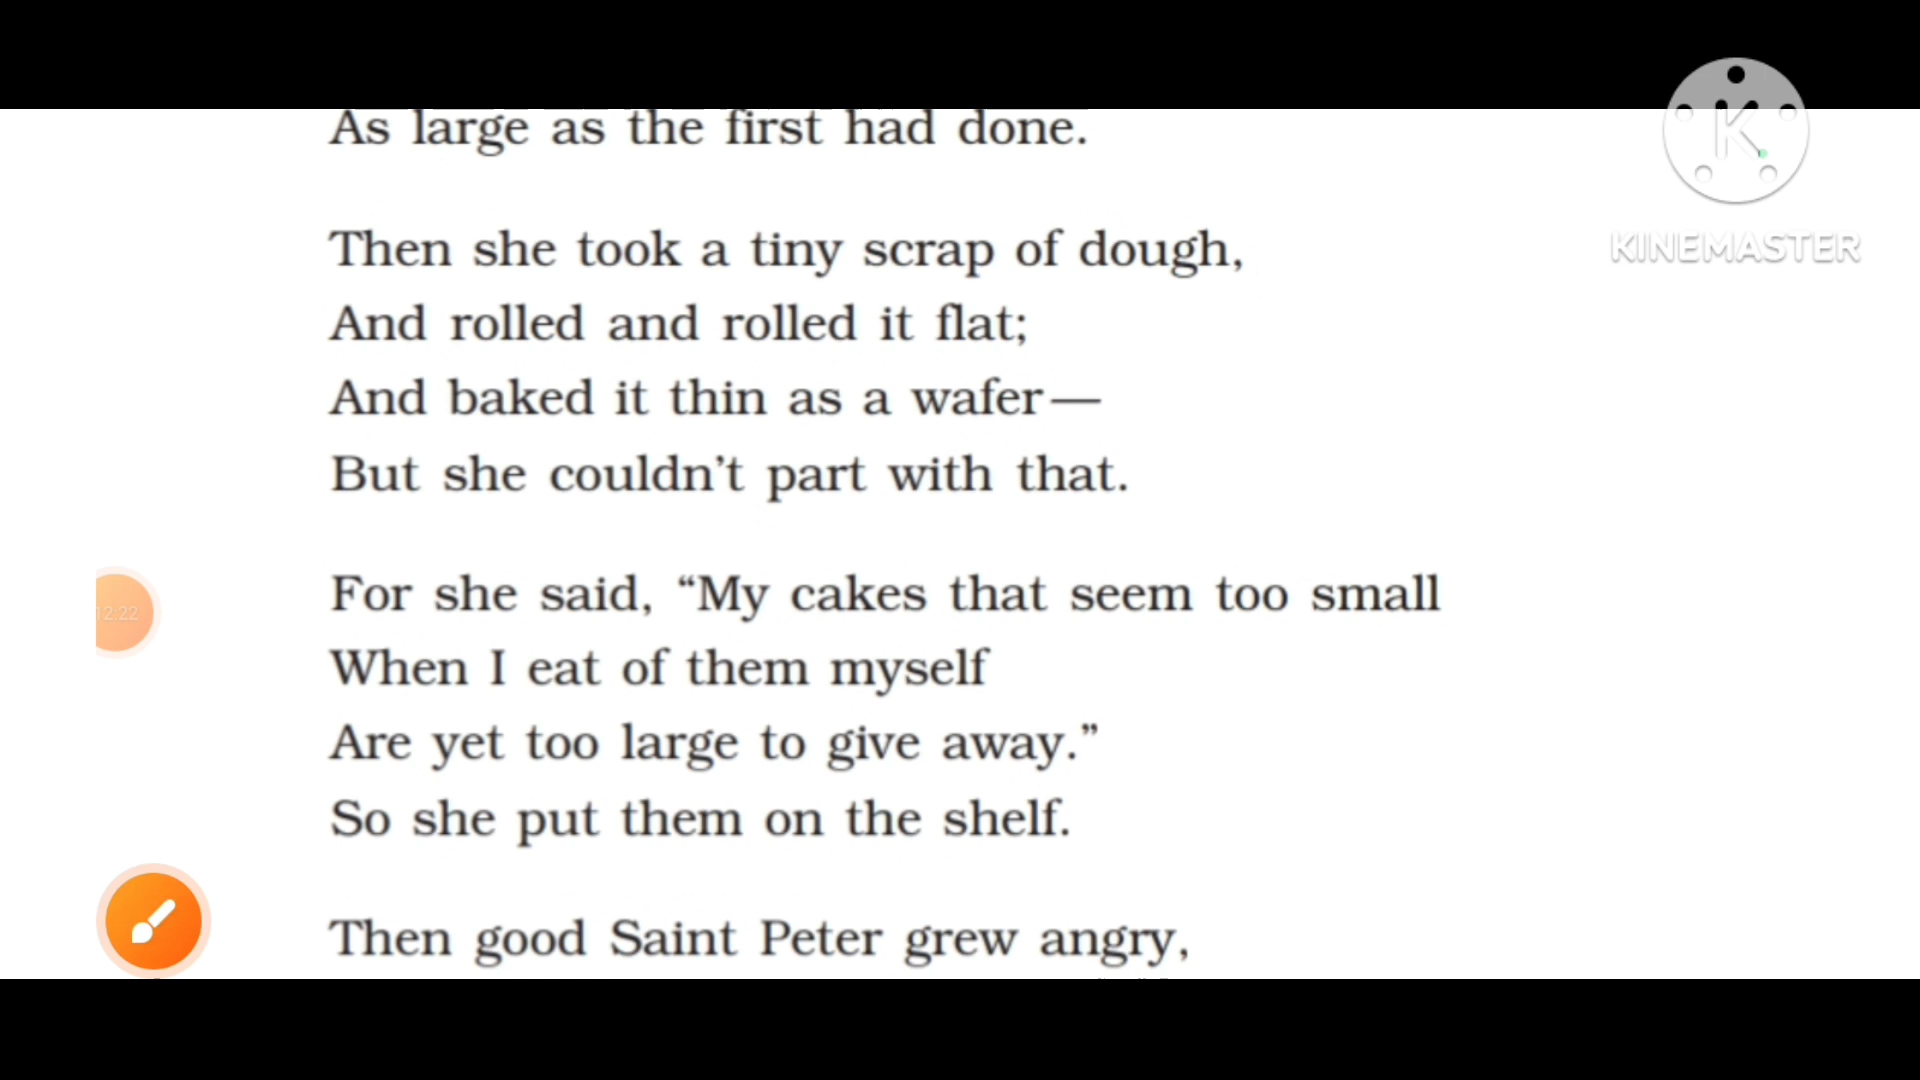 As large as the first had done.
KINEMASTER
Then she took a tiny scrap of dough,
And rolled and rolled it flat;
And baked it thin as a wafer—
But she couldn’t part with that.
For she said, “My cakes that seem too small
12:22
When I eat of them myself
Are yet too large to give away.”
So she put them on the shelf.
Then good Saint Peter grew angry,